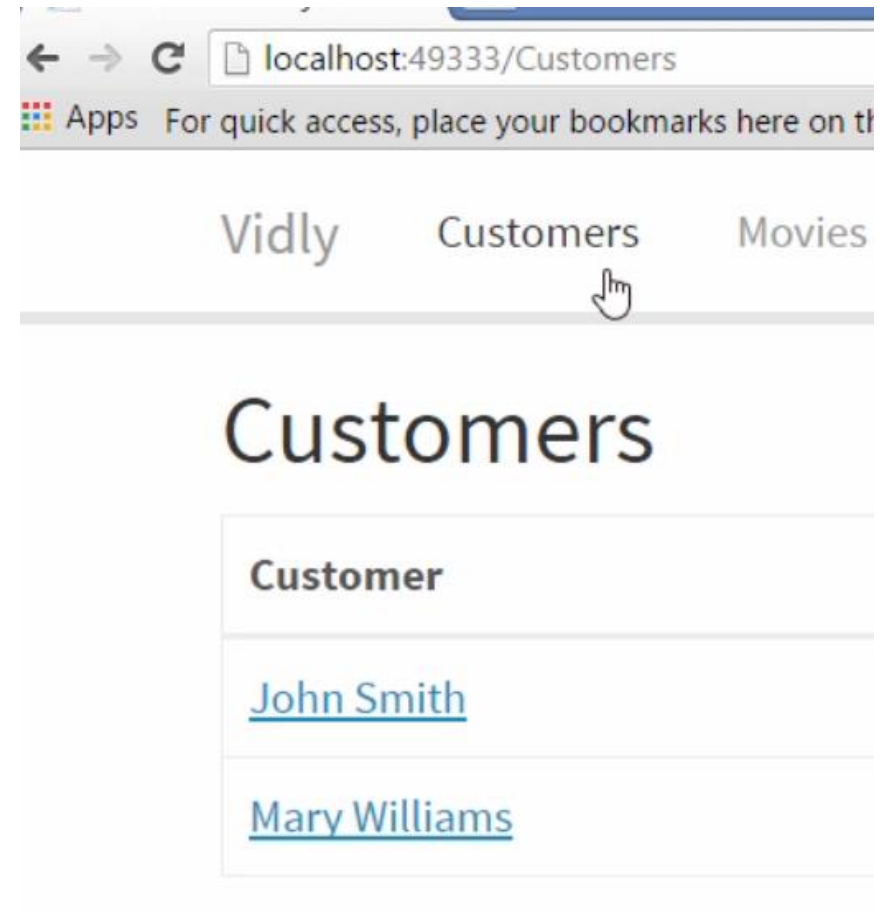 localhost:49333/Customers
Apps For quick access, place your bookmarks here on th
Vidly Customers Movies
Customers
Customer
John Smith
Mary Williams